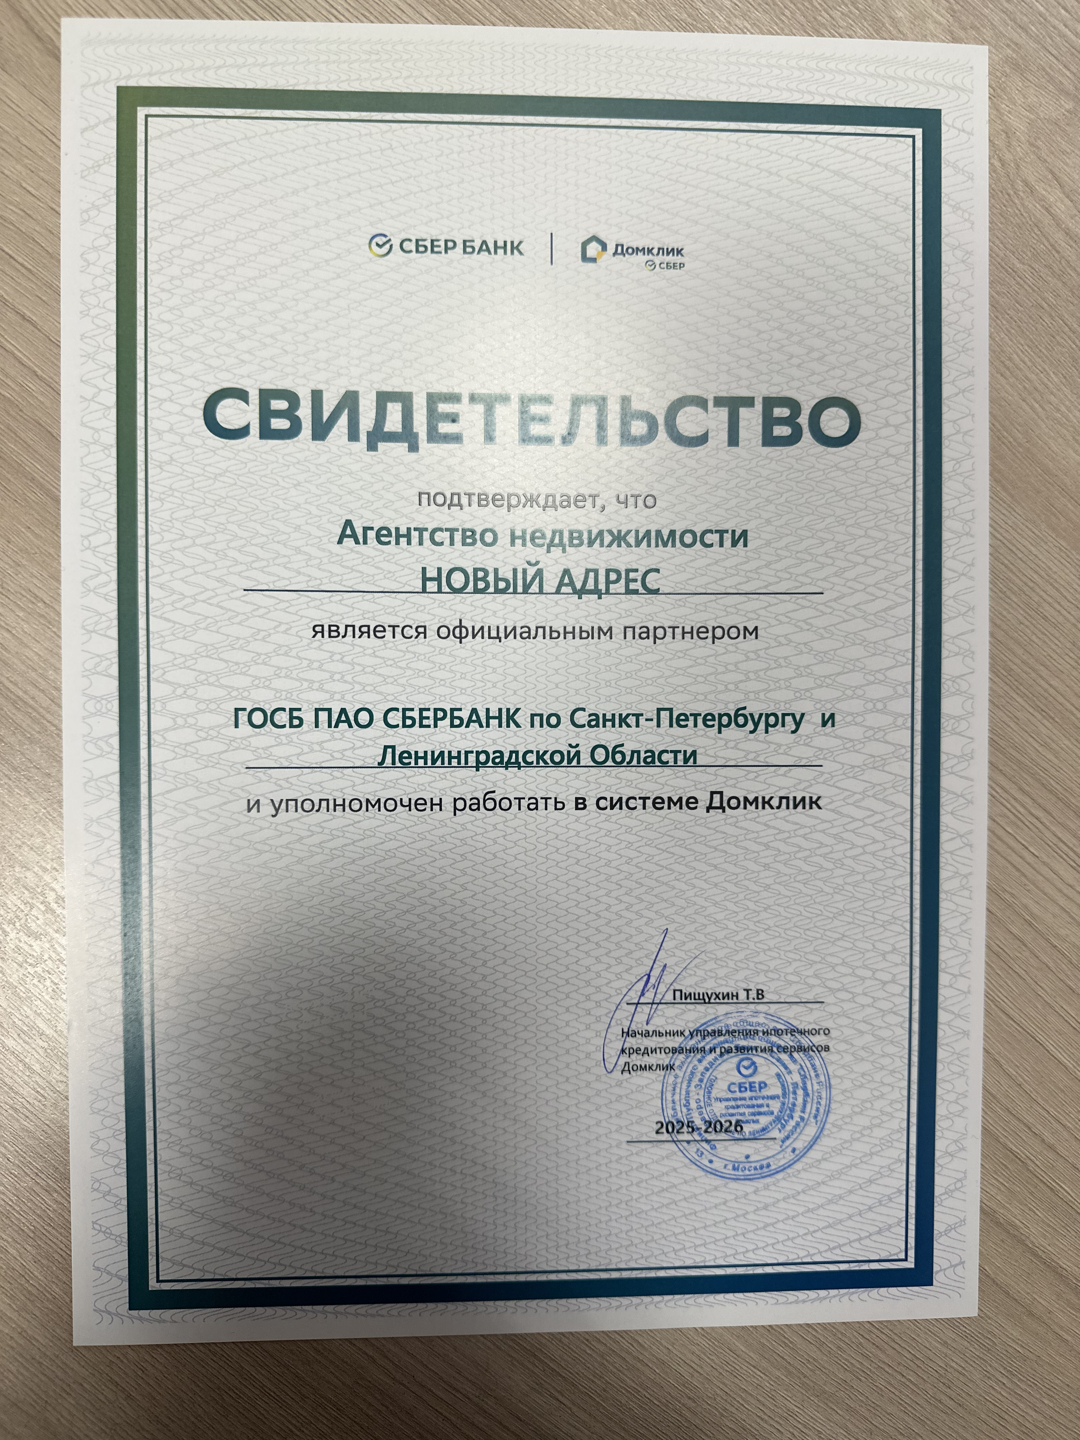 СБЕР БАНК
Домклик
СБЕР
СВИДЕТЕЛЬСТВО
подтверждает, что
Агентство недвижимости
НОВЫЙ АДРЕС
является официальным партнером
ГОСБ ПАО СБЕРБАНК по Санкт-Петербургу и
Ленинградской Области
и уполномочен работать в системе Домклик
Пищухин Т.В
Начальник управления ипотечного
кредитования и развития сервисов
Домклик
СБЕР
2025-2026
г. Москва